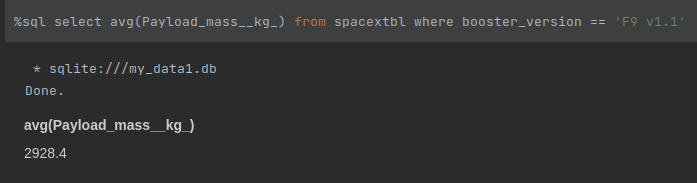 %sql select avg(Payload_mass__kg_) from spacextbl where booster_version == 'F9 v1.1'
* sqlite:///my_data1.db
Done.
avg(Payload_mass__kg_)
2928.4